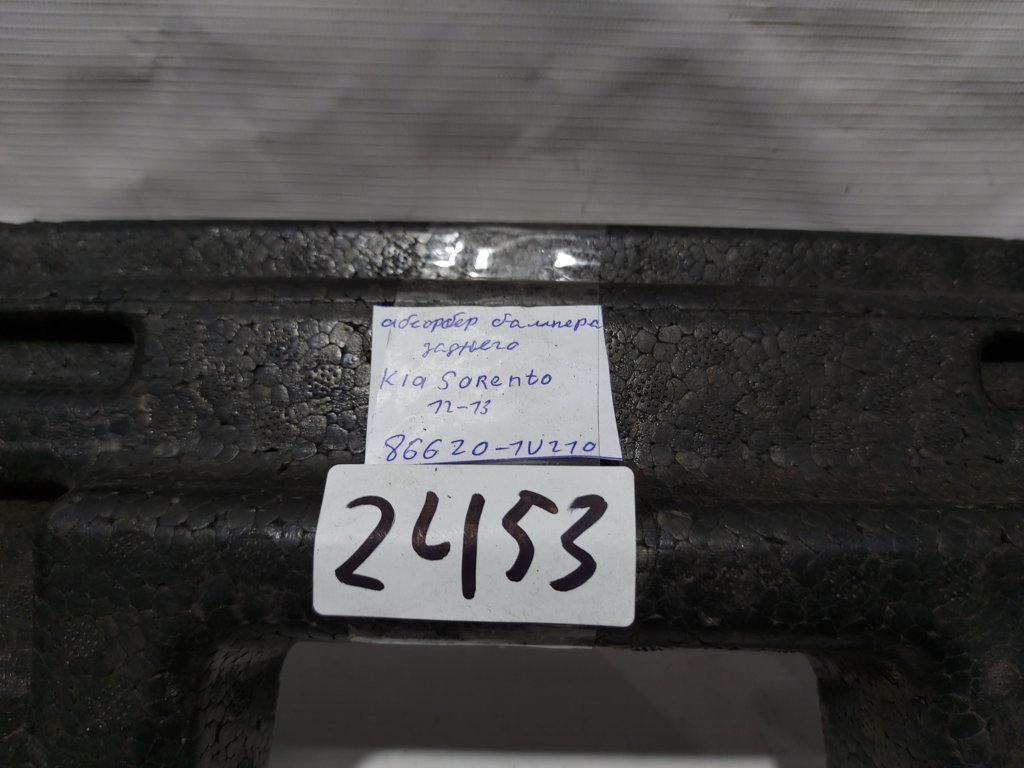 абсорбер бампера
заднего
Kia Sorento
12-13
86620-1U210
2453